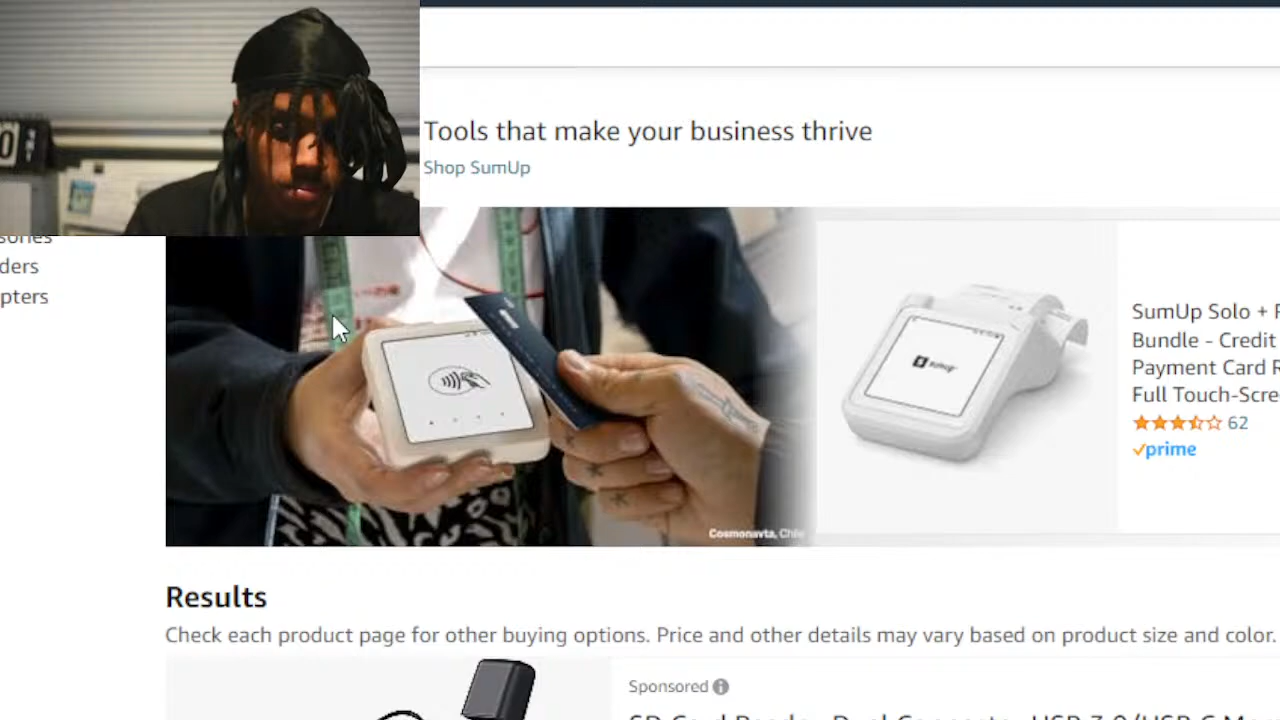 Tools that make your business thrive
Shop SumUp
ders
pters
SumUp Solo +
Bundle - Credit
Payment Card R
Full Touch-Scre
62
prime
sumup
Cosmonavta, Chile
Results
Check each product page for other buying options. Price and other details may vary based on product size and color.
Sponsored